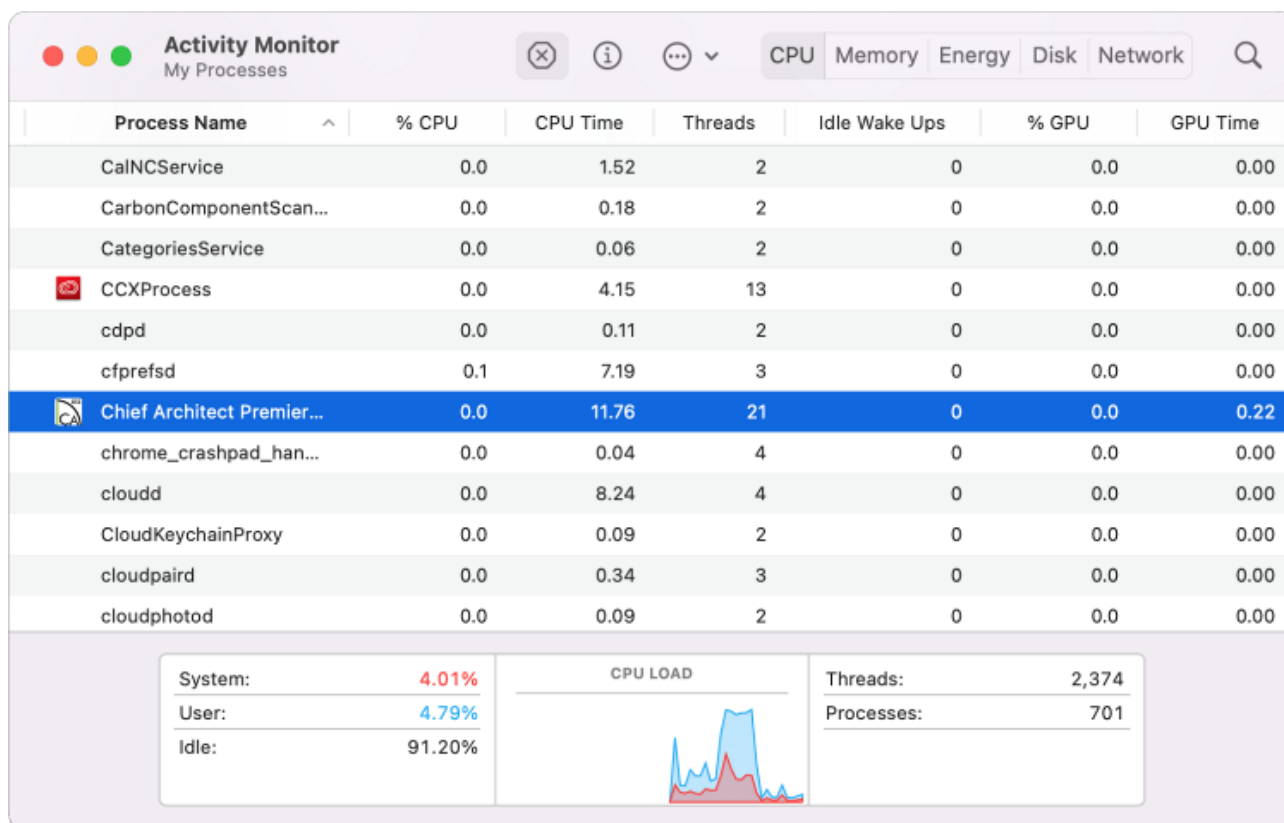 Activity Monitor
My Processes
CPU Memory Energy Disk Network
Process Name % CPU CPU Time Threads Idle Wake Ups % GPU GPU Time
CalNCService 0.0 1.52 2 0 0.0 0.00
CarbonComponentScan... 0.0 0.18 2 0 0.0 0.00
CategoriesService 0.0 0.06 2 0 0.0 0.00
CCXProcess 0.0 4.15 13 0 0.0 0.00
cdpd 0.0 0.11 2 0 0.0 0.00
cfprefsd 0.1 7.19 3 0 0.0 0.00
CA Chief Architect Premier... 0.0 11.76 21 0 0.0 0.22
chrome_crashpad_han... 0.0 0.04 4 0 0.0 0.00
cloudd 0.0 8.24 4 0 0.0 0.00
CloudKeychainProxy 0.0 0.09 2 0 0.0 0.00
cloudpaird 0.0 0.34 3 0 0.0 0.00
cloudphotod 0.0 0.09 2 0 0.0 0.00
System: 4.01% CPU LOAD Threads: 2,374
User: 4.79% Processes: 701
Idle: 91.20%